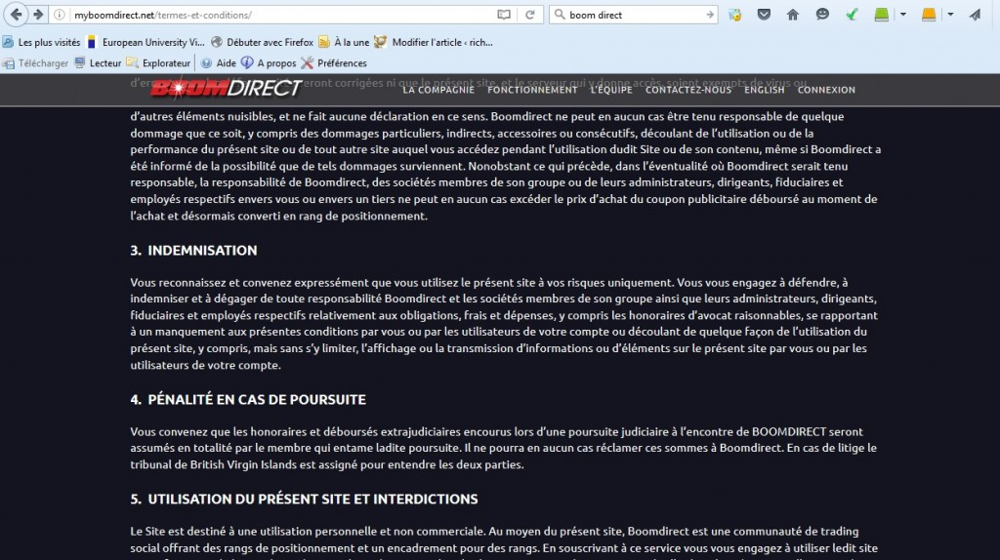 myboomdirect.net/termes-et-conditions/
boom direct
Les plus visités European University Vi... Débuter avec Firefox À la une Modifier l'article ‹ rich...
Télécharger Lecteur Explorateur Aide A propos Préférences
BOOMDIRECT LA COMPAGNIE FONCTIONNEMENT L'ÉQUIPE CONTACTEZ-NOUS ENGLISH CONNEXION
seront corrigées ni que le présent site, et le serveur qui y donne accès, soient exempts de virus ou
d'autres éléments nuisibles, et ne fait aucune déclaration en ce sens. Boomdirect ne peut en aucun cas être tenu responsable de quelque
dommage que ce soit, y compris des dommages particuliers, indirects, accessoires ou consécutifs, découlant de l'utilisation ou de la
performance du présent site ou de tout autre site auquel vous accédez pendant l'utilisation dudit Site ou de son contenu, même si Boomdirect a
été informé de la possibilité que de tels dommages surviennent. Nonobstant ce qui précède, dans l'éventualité où Boomdirect serait tenu
responsable, la responsabilité de Boomdirect, des sociétés membres de son groupe ou de leurs administrateurs, dirigeants, fiduciaires et
employés respectifs envers vous ou envers un tiers ne peut en aucun cas excéder le prix d'achat du coupon publicitaire déboursé au moment de
l'achat et désormais converti en rang de positionnement.
3. INDEMNISATION
Vous reconnaissez et convenez expressément que vous utilisez le présent site à vos risques uniquement. Vous vous engagez à défendre, à
indemniser et à dégager de toute responsabilité Boomdirect et les sociétés membres de son groupe ainsi que leurs administrateurs, dirigeants,
fiduciaires et employés respectifs relativement aux obligations, frais et dépenses, y compris les honoraires d'avocat raisonnables, se rapportant
à un manquement aux présentes conditions par vous ou par les utilisateurs de votre compte ou découlant de quelque façon de l'utilisation du
présent site, y compris, mais sans s'y limiter, l'affichage ou la transmission d'informations ou d'éléments sur le présent site par vous ou par les
utilisateurs de votre compte.
4. PÉNALITÉ EN CAS DE POURSUITE
Vous convenez que les honoraires et déboursés extrajudiciaires encourus lors d'une poursuite judiciaire à l'encontre de BOOMDIRECT seront
assumés en totalité par le membre qui entame ladite poursuite. Il ne pourra en aucun cas réclamer ces sommes à Boomdirect. En cas de litige le
tribunal de British Virgin Islands est assigné pour entendre les deux parties.
5. UTILISATION DU PRÉSENT SITE ET INTERDICTIONS
Le Site est destiné à une utilisation personnelle et non commerciale. Au moyen du présent site, Boomdirect est une communauté de trading
social offrant des rangs de positionnement et un encadrement pour des rangs. En souscrivant à ce service vous vous engagez à utiliser ledit site